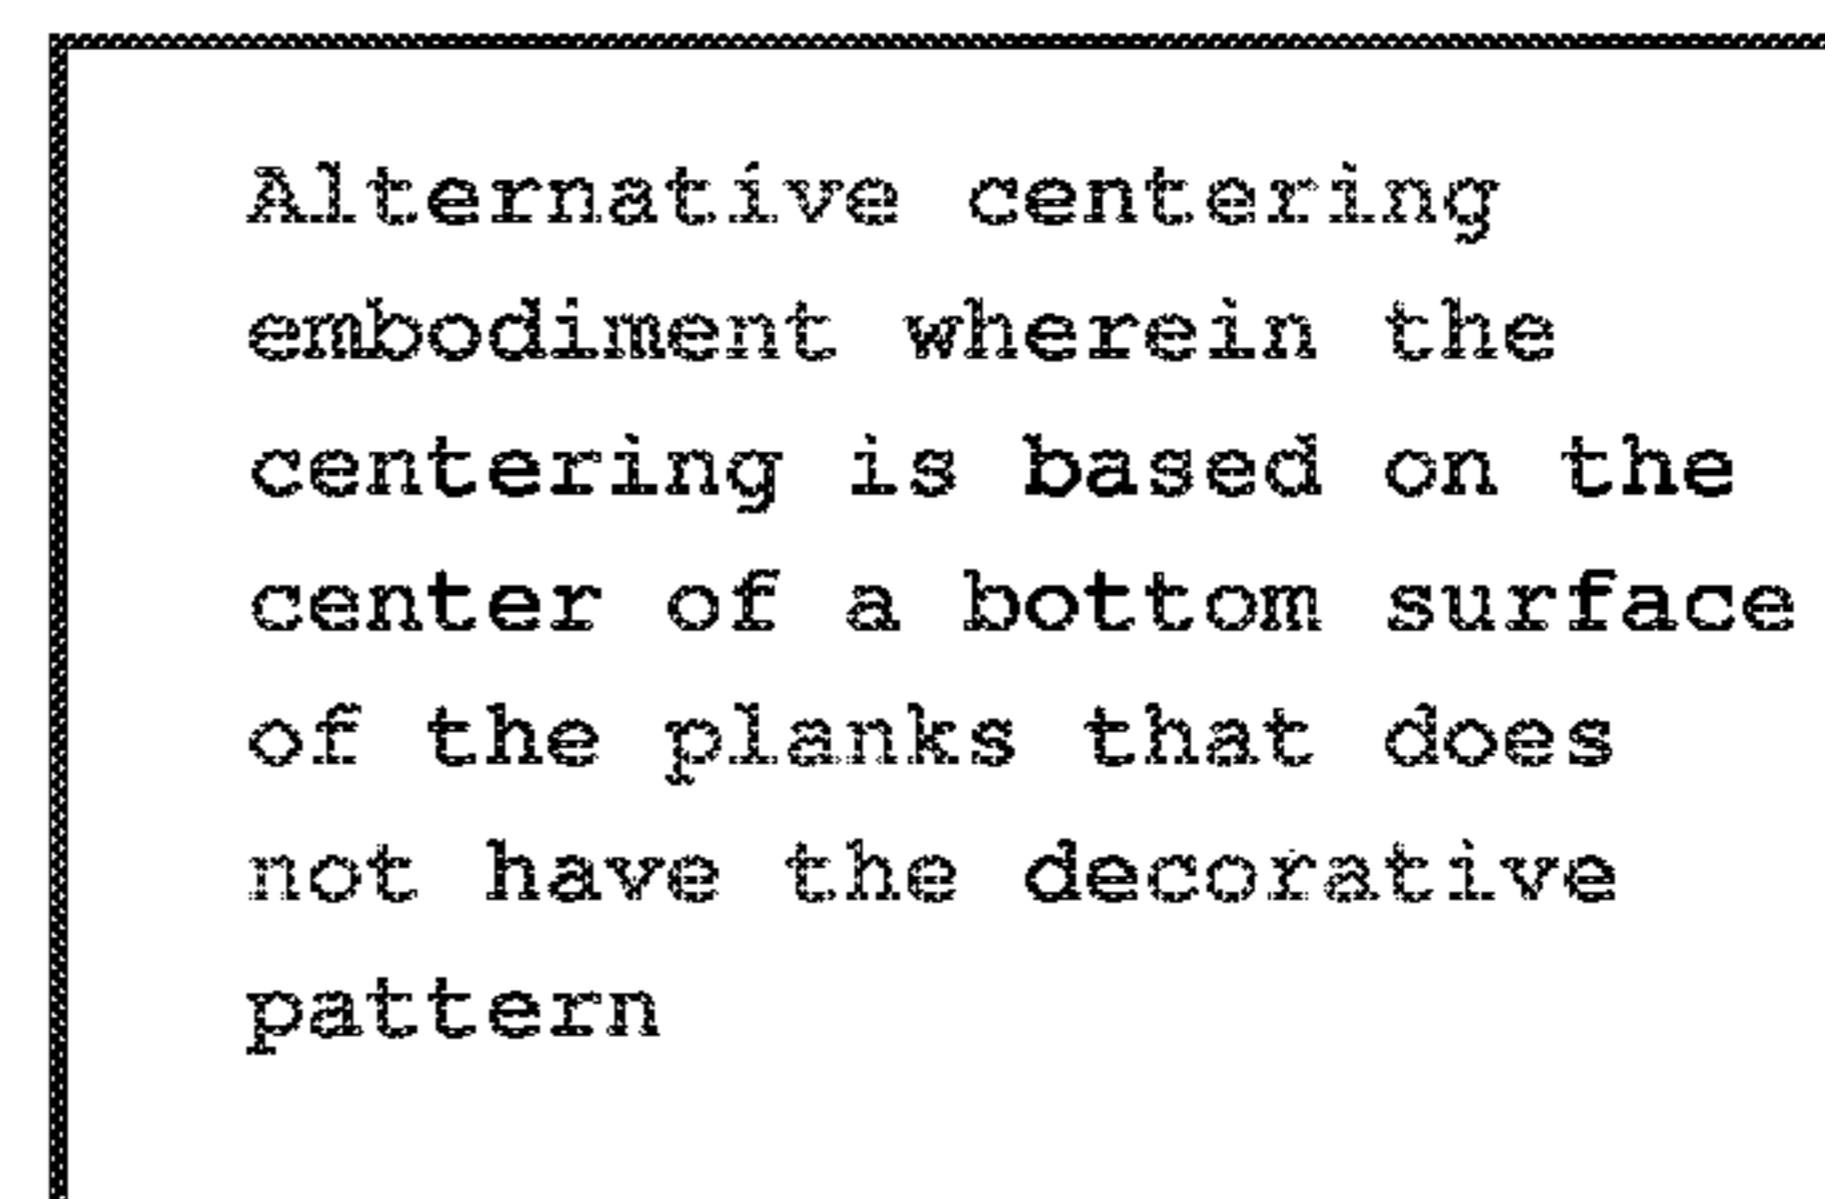 Alternative centering
embodiment wherein the
centering is based on the
center of a bottom surface
of the planks that does
not have the decorative
pattern